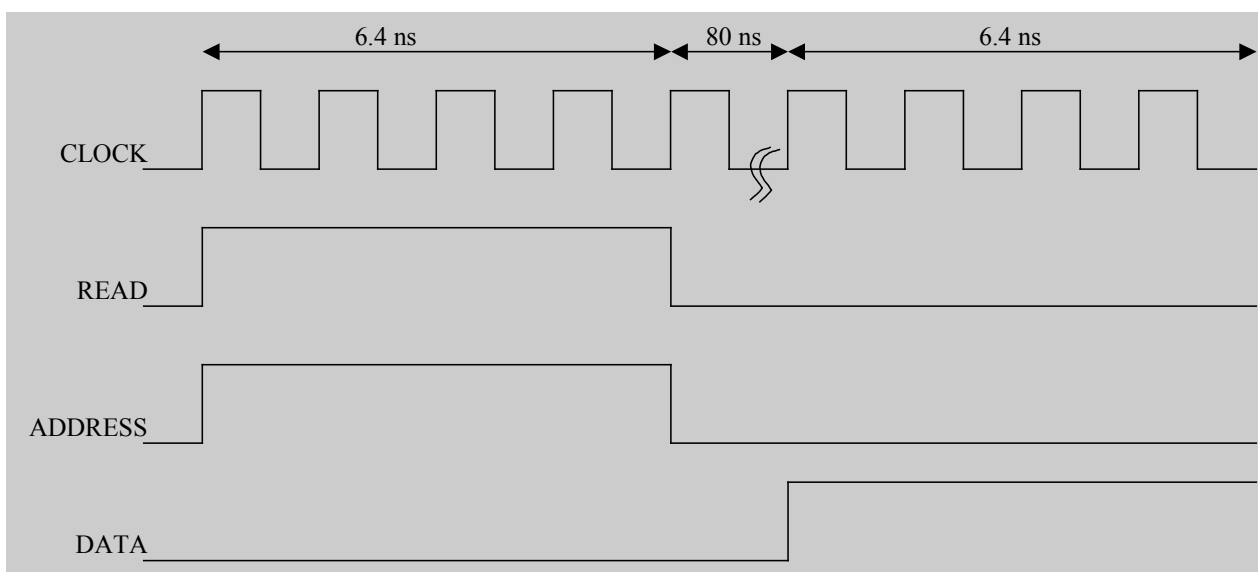 6.4 ns 80 ns 6.4 ns
CLOCK
READ
ADDRESS
DATA